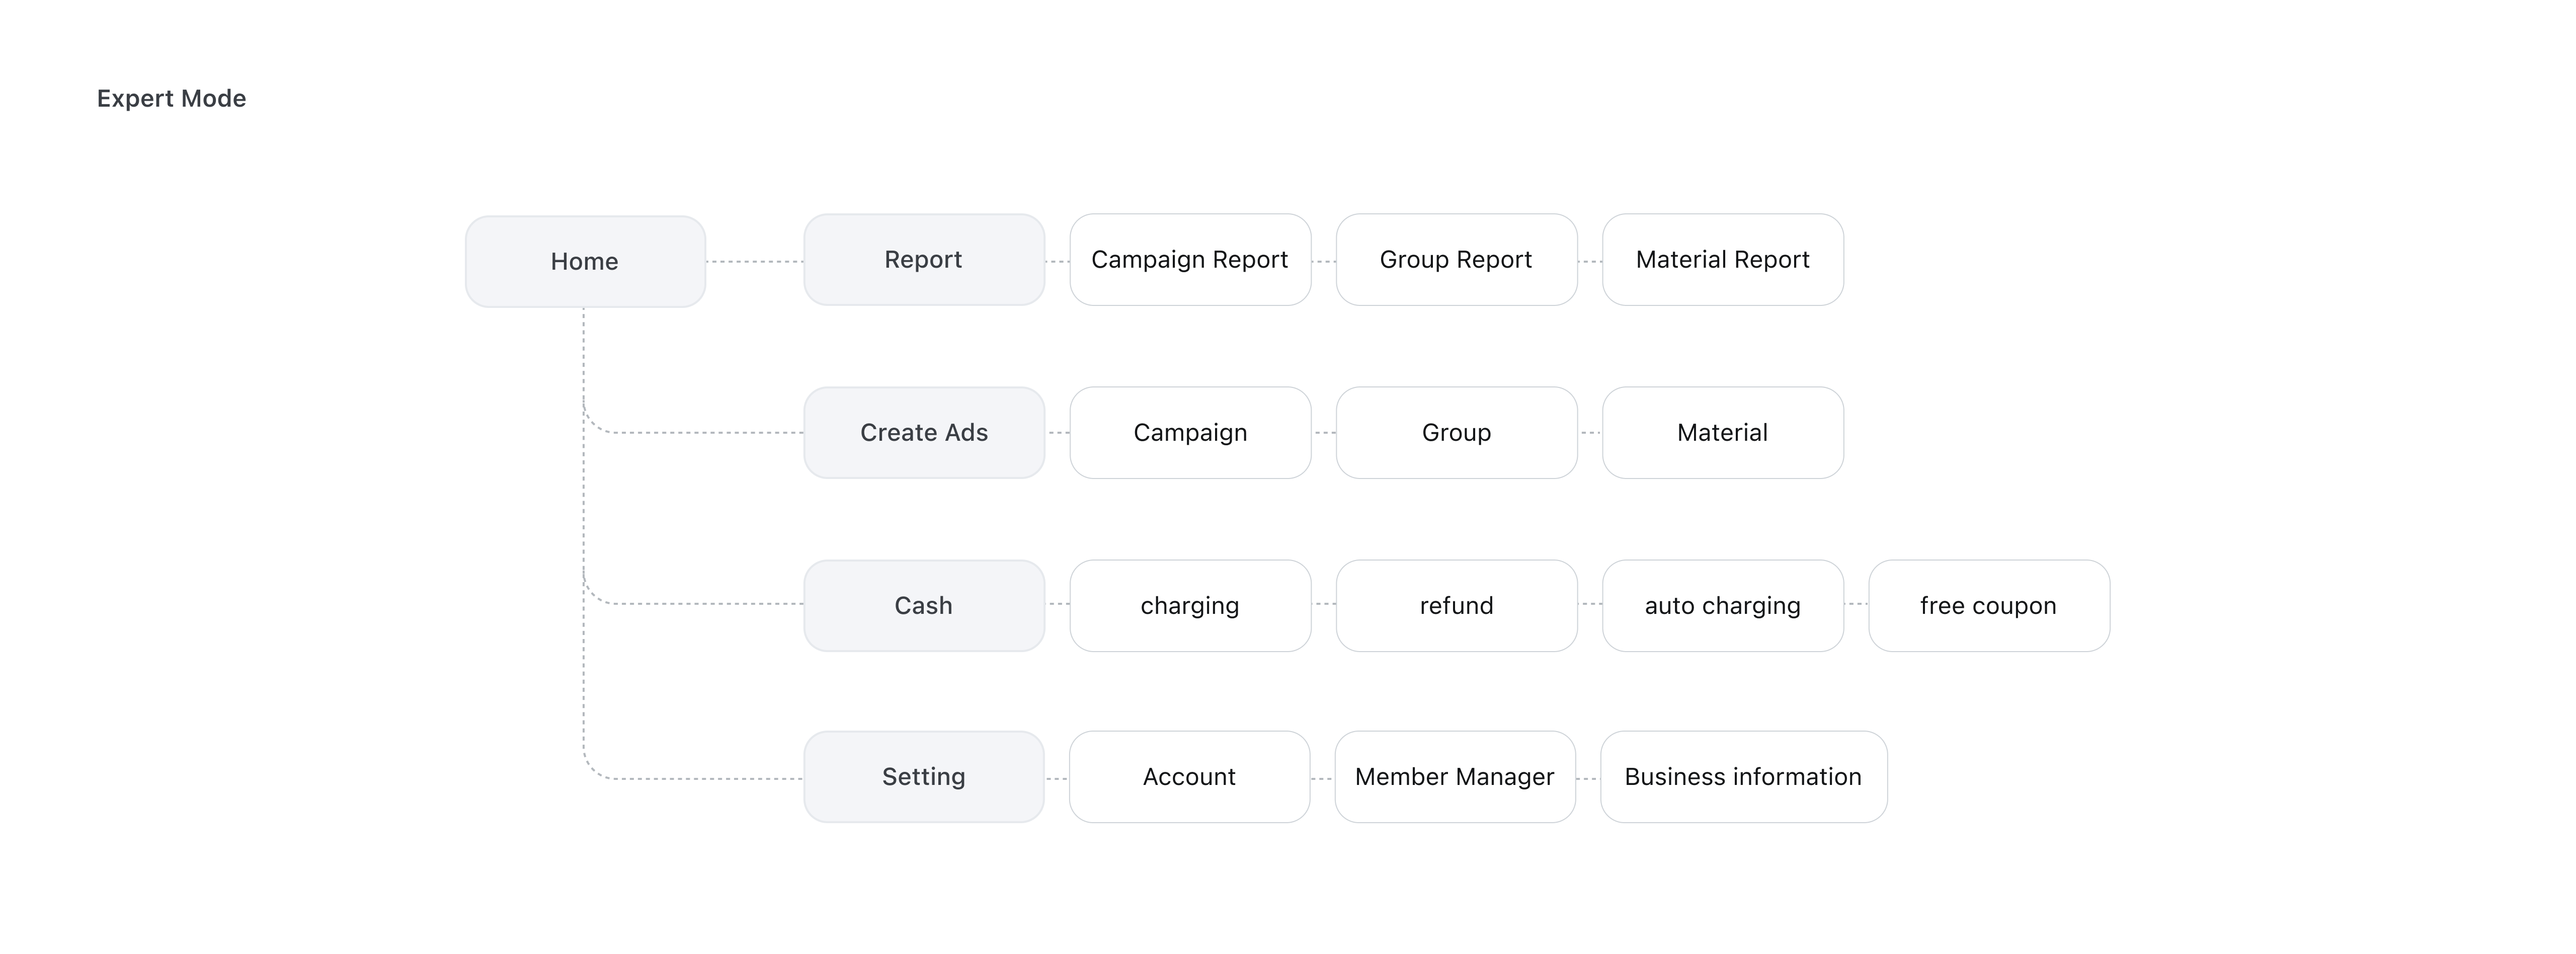 Expert Mode
Home
Report
Campaign Report
Group Report
Material Report
Create Ads
Campaign
Group
Material
Cash
charging
refund
auto charging
free coupon
Setting
Account
Member Manager
Business information